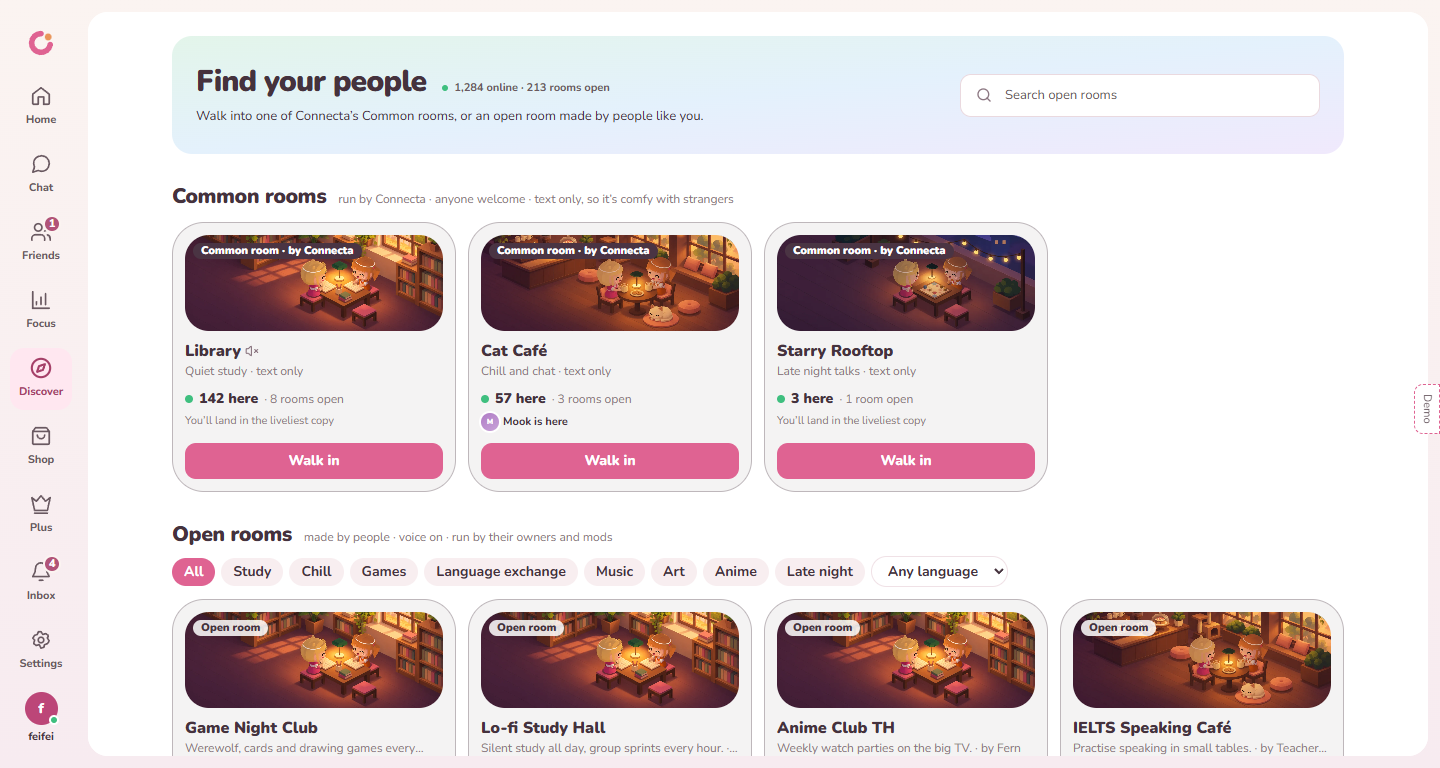 Home
Chat
1
Friends
Focus
Discover
Shop
Plus
4
Inbox
Settings
f
feifei
Find your people
1,284 online · 213 rooms open
Walk into one of Connecta's Common rooms, or an open room made by people like you.
Search open rooms
Common rooms
run by Connecta · anyone welcome · text only, so it's comfy with strangers
Common room · by Connecta
Library
Quiet study · text only
142 here · 8 rooms open
You'll land in the liveliest copy
Walk in
Common room · by Connecta
Cat Café
Chill and chat · text only
57 here · 3 rooms open
M
Mook is here
Walk in
Common room · by Connecta
Starry Rooftop
Late night talks · text only
3 here · 1 room open
You'll land in the liveliest copy
Walk in
Demo
Open rooms
made by people · voice on · run by their owners and mods
All
Study
Chill
Games
Language exchange
Music
Art
Anime
Late night
Any language
Open room
Game Night Club
Werewolf, cards and drawing games every...
Open room
Lo-fi Study Hall
Silent study all day, group sprints every hour. ·...
Open room
Anime Club TH
Weekly watch parties on the big TV. · by Fern
Open room
IELTS Speaking Café
Practise speaking in small tables. · by Teacher...